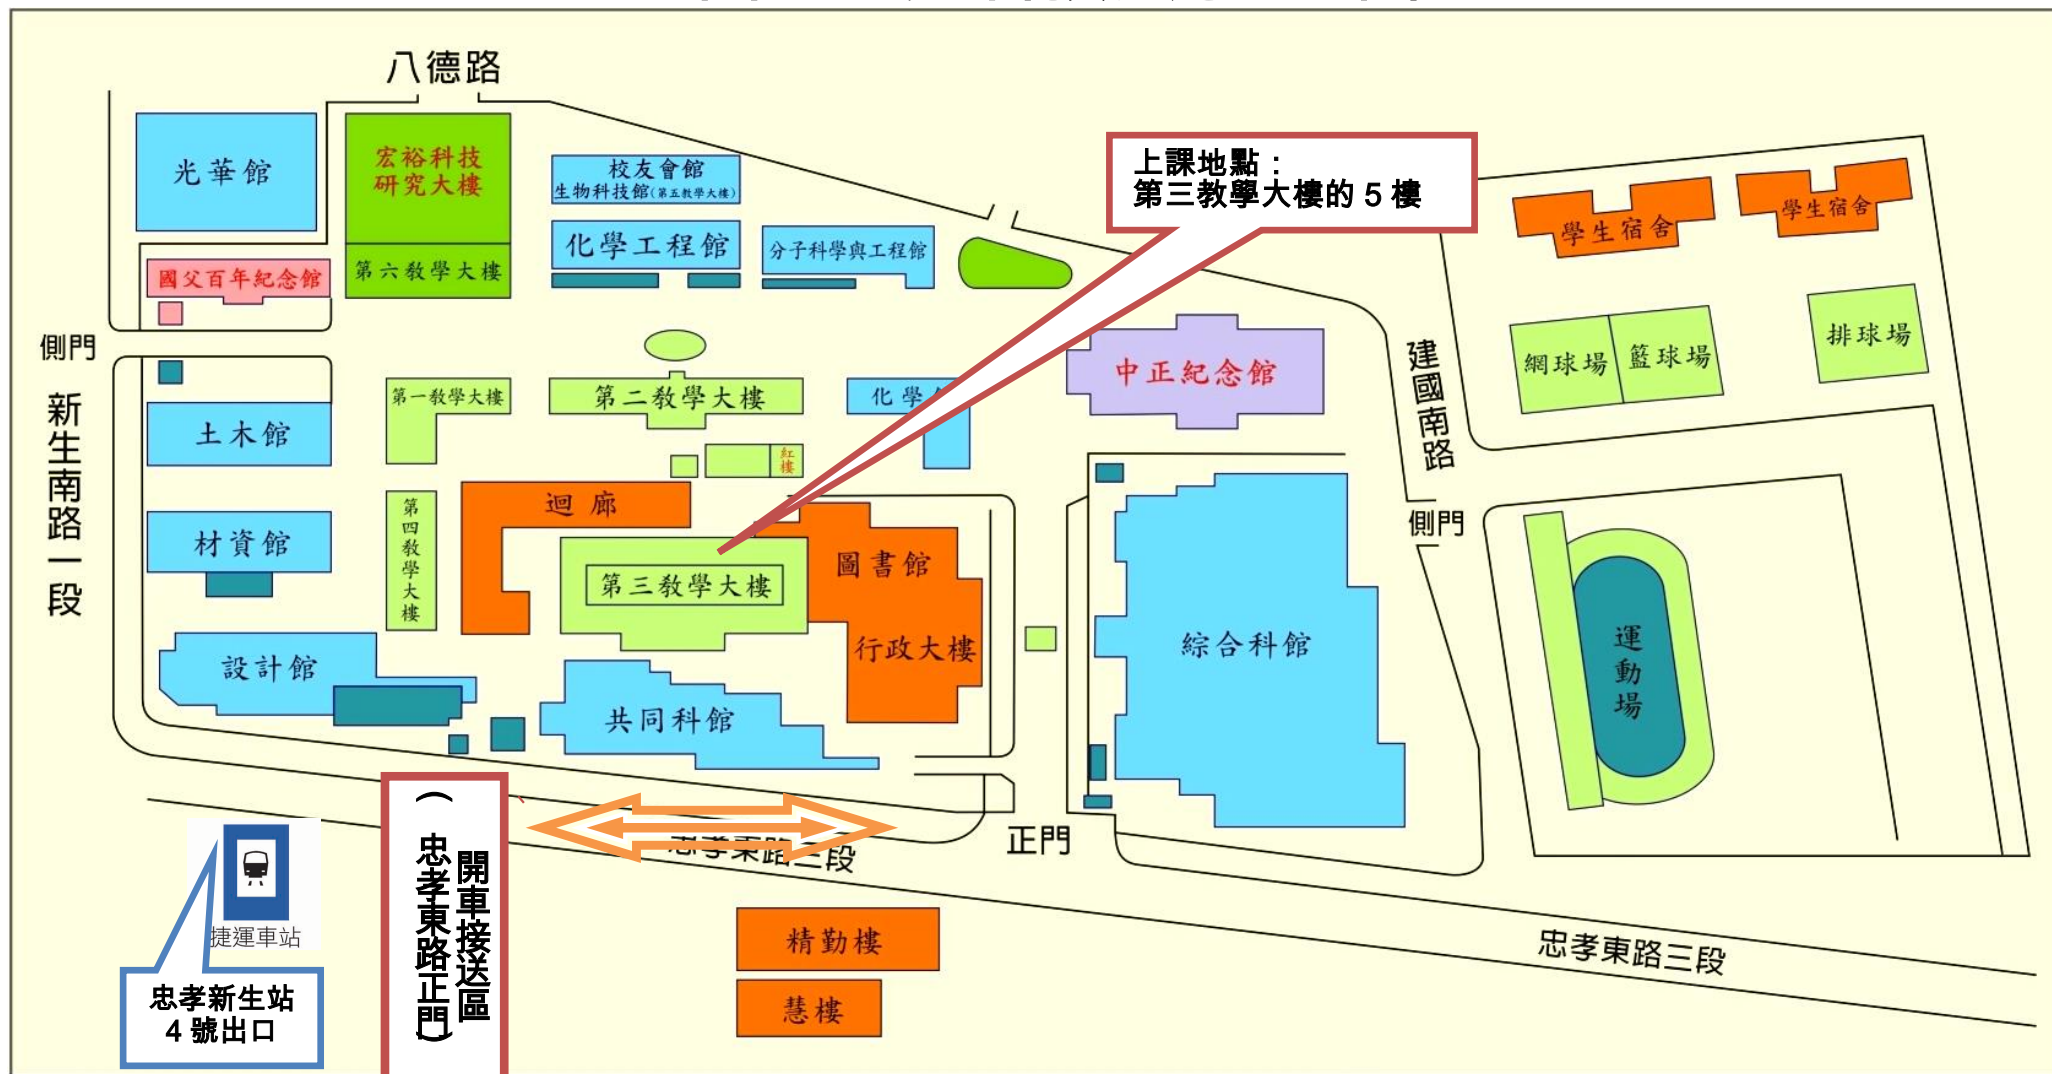 八德路
光華館
宏裕科技
研究大樓
第六教學大樓
校友會館
生物科技館(第五教學大樓)
化學工程館
分子科學與工程館
上課地點：
第三教學大樓的 5 樓
學生宿舍
學生宿舍
國父百年紀念館
側門
新生南路一段
土木館
第一教學大樓
第二教學大樓
化學
紅樓
中正紀念館
建國南路
網球場
籃球場
排球場
材資館
第四教學大樓
迴廊
第三教學大樓
圖書館
行政大樓
側門
綜合科館
運動場
設計館
共同科館
開車接送區
(忠孝東路正門)
忠孝東路三段
正門
捷運車站
忠孝新生站
4 號出口
精勤樓
慧樓
忠孝東路三段